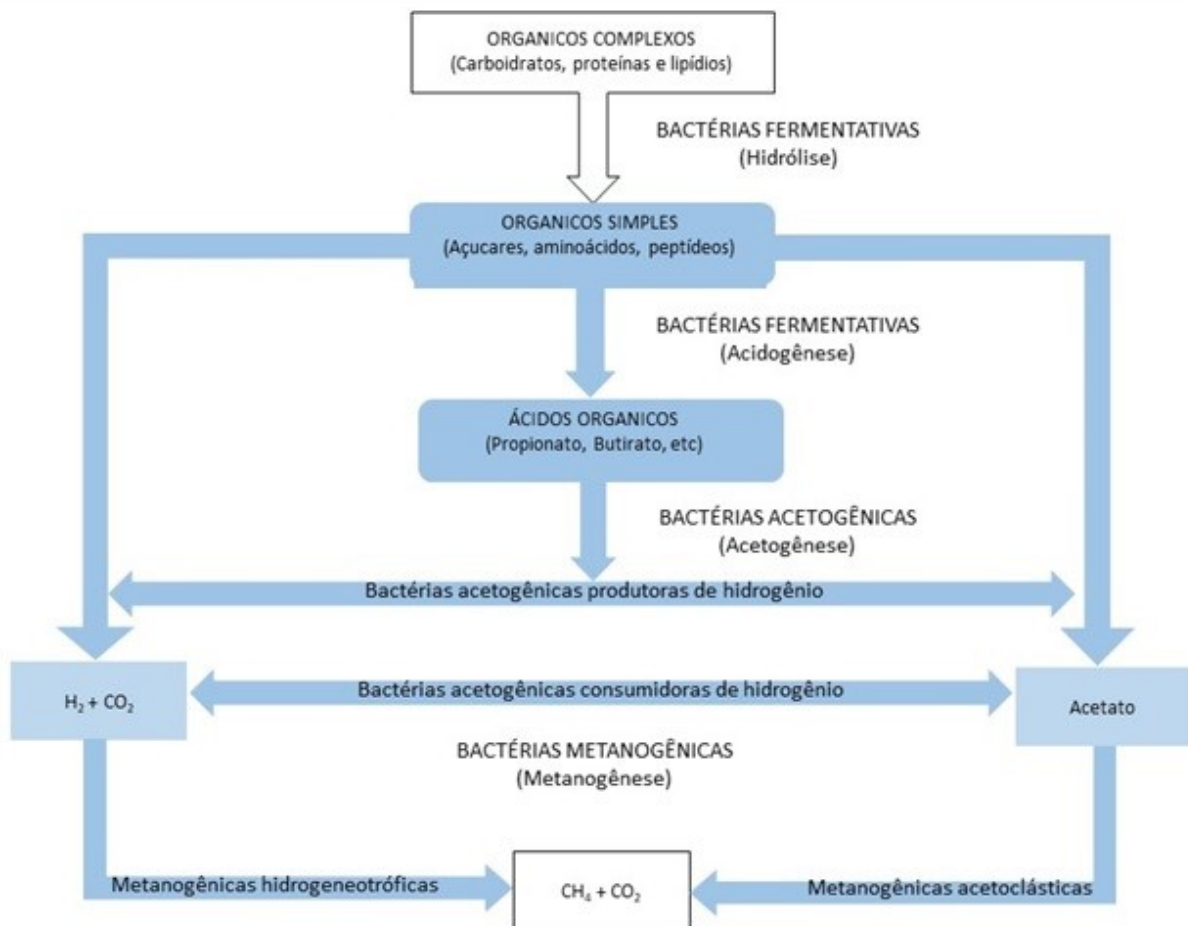 ORGANICOS COMPLEXOS
(Carboidratos, proteínas e lipídios)
BACTÉRIAS FERMENTATIVAS
(Hidrólise)
ORGANICOS SIMPLES
(Açucares, aminoácidos, peptídeos)
BACTÉRIAS FERMENTATIVAS
(Acidogênese)
ÁCIDOS ORGANICOS
(Propionato, Butirato, etc)
BACTÉRIAS ACETOGÊNICAS
(Acetogênese)
Bactérias acetogênicas produtoras de hidrogênio
H₂ + CO₂
Bactérias acetogênicas consumidoras de hidrogênio
Acetato
BACTÉRIAS METANOGÊNICAS
(Metanogênese)
Metanogênicas hidrogeneotróficas
CH₄ + CO₂
Metanogênicas acetoclásticas